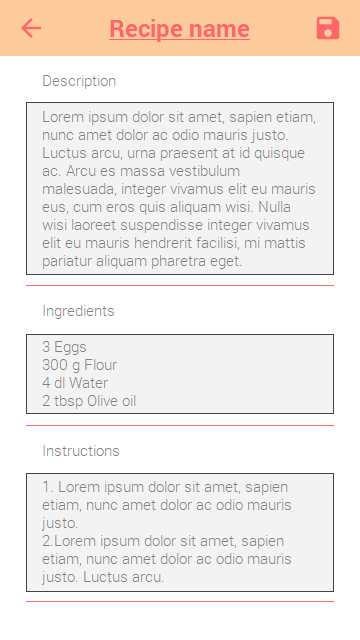 Recipe name
Description
Lorem ipsum dolor sit amet, sapien etiam,
nunc amet dolor ac odio mauris justo.
Luctus arcu, urna praesent at id quisque
ac. Arcu es massa vestibulum
malesuada, integer vivamus elit eu mauris
eus, cum eros quis aliquam wisi. Nulla
wisi laoreet suspendisse integer vivamus
elit eu mauris hendrerit facilisi, mi mattis
pariatur aliquam pharetra eget.
Ingredients
3 Eggs
300 g Flour
4 dl Water
2 tbsp Olive oil
Instructions
1. Lorem ipsum dolor sit amet, sapien
etiam, nunc amet dolor ac odio mauris
justo.
2.Lorem ipsum dolor sit amet, sapien
etiam, nunc amet dolor ac odio mauris
justo. Luctus arcu.